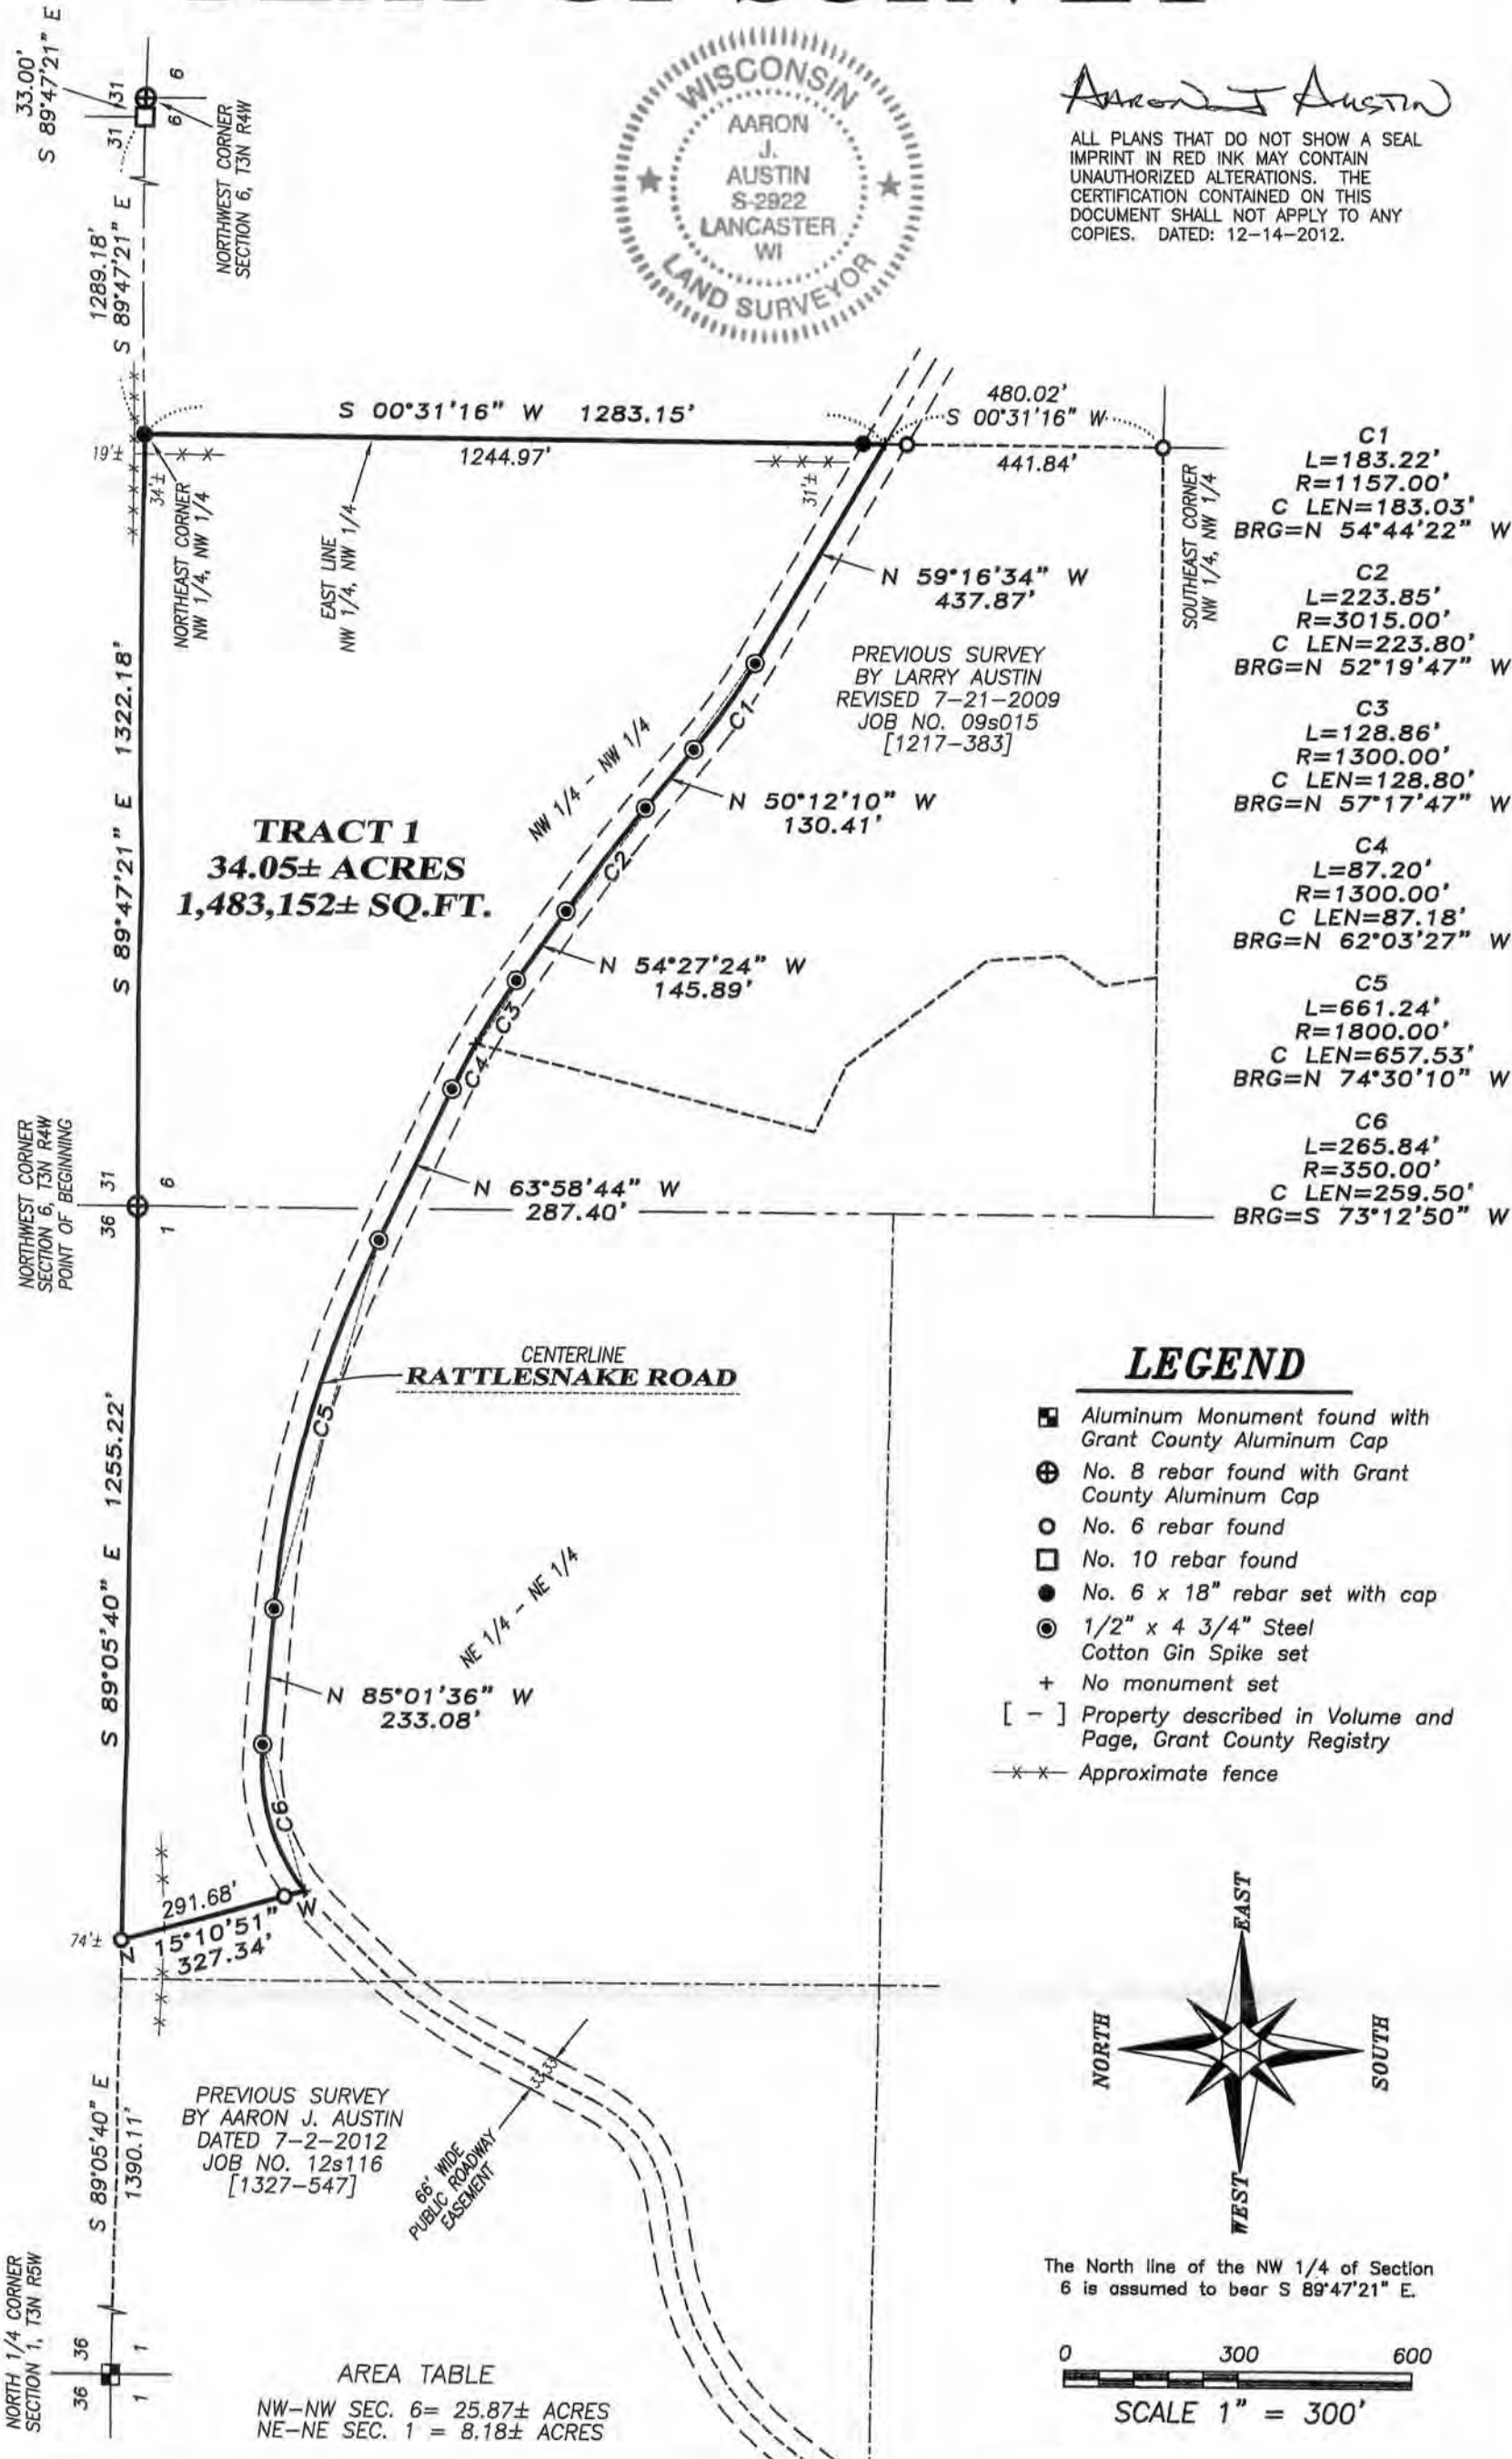 33.00'
S 89°47'21" E
31
31
6
6
NORTHWEST CORNER
SECTION 6, T3N R4W
1289.18'
S 89°47'21" E
WISCONSIN
AARON
J.
AUSTIN
S-2922
LANCASTER
WI
LAND SURVEYOR
AARON J AUSTIN
ALL PLANS THAT DO NOT SHOW A SEAL
IMPRINT IN RED INK MAY CONTAIN
UNAUTHORIZED ALTERATIONS. THE
CERTIFICATION CONTAINED ON THIS
DOCUMENT SHALL NOT APPLY TO ANY
COPIES. DATED: 12-14-2012.
S 00°31'16" W 1283.15'
1244.97'
480.02'
S 00°31'16" W
441.84'
19'±
34'±
31'±
NORTHEAST CORNER
NW 1/4, NW 1/4
EAST LINE
NW 1/4, NW 1/4
SOUTHEAST CORNER
NW 1/4, NW 1/4
N 59°16'34" W
437.87'
PREVIOUS SURVEY
BY LARRY AUSTIN
REVISED 7-21-2009
JOB NO. 09s015
[1217-383]
C1
L=183.22'
R=1157.00'
C LEN=183.03'
BRG=N 54°44'22" W
C2
L=223.85'
R=3015.00'
C LEN=223.80'
BRG=N 52°19'47" W
C3
L=128.86'
R=1300.00'
C LEN=128.80'
BRG=N 57°17'47" W
C4
L=87.20'
R=1300.00'
C LEN=87.18'
BRG=N 62°03'27" W
C5
L=661.24'
R=1800.00'
C LEN=657.53'
BRG=N 74°30'10" W
C6
L=265.84'
R=350.00'
C LEN=259.50'
BRG=S 73°12'50" W
S 89°47'21" E 1322.18'
NW 1/4 - NW 1/4
C1
N 50°12'10" W
130.41'
TRACT 1
34.05± ACRES
1,483,152± SQ.FT.
C2
N 54°27'24" W
145.89'
C3
C4
NORTHWEST CORNER
SECTION 6, T3N R4W
POINT OF BEGINNING
36 31
1 6
N 63°58'44" W
287.40'
CENTERLINE
RATTLESNAKE ROAD
C5
S 89°05'40" E 1255.22'
NE 1/4 - NE 1/4
N 85°01'36" W
233.08'
C6
291.68'
N 15°10'51" W
327.34'
74'±
LEGEND
Aluminum Monument found with
Grant County Aluminum Cap
No. 8 rebar found with Grant
County Aluminum Cap
No. 6 rebar found
No. 10 rebar found
No. 6 x 18" rebar set with cap
1/2" x 4 3/4" Steel
Cotton Gin Spike set
+ No monument set
[ - ] Property described in Volume and
Page, Grant County Registry
Approximate fence
EAST
NORTH
SOUTH
WEST
S 89°05'40" E
1390.11'
PREVIOUS SURVEY
BY AARON J. AUSTIN
DATED 7-2-2012
JOB NO. 12s116
[1327-547]
33
33
66' WIDE
PUBLIC ROADWAY
EASEMENT
The North line of the NW 1/4 of Section
6 is assumed to bear S 89°47'21" E.
0 300 600
SCALE 1" = 300'
NORTH 1/4 CORNER
SECTION 1, T3N R5W
36 36
1 1
AREA TABLE
NW-NW SEC. 6= 25.87± ACRES
NE-NE SEC. 1 = 8.18± ACRES